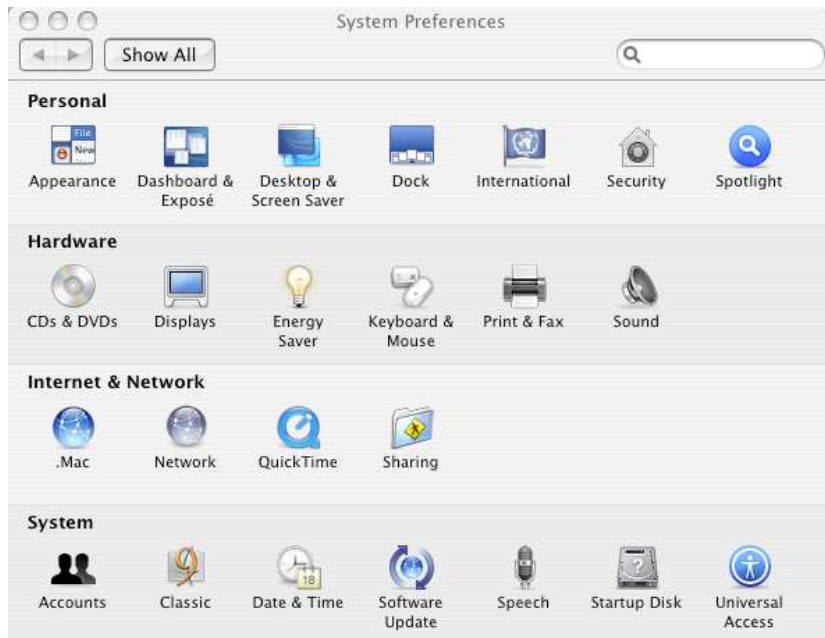 System Preferences
Show All
Personal
File
New
Appearance
Dashboard &
Exposé
Desktop &
Screen Saver
Dock
International
Security
Spotlight
Hardware
CDs & DVDs
Displays
Energy
Saver
Keyboard &
Mouse
Print & Fax
Sound
Internet & Network
.Mac
Network
QuickTime
Sharing
System
Accounts
Classic
18
Date & Time
Software
Update
Speech
?
Startup Disk
Universal
Access